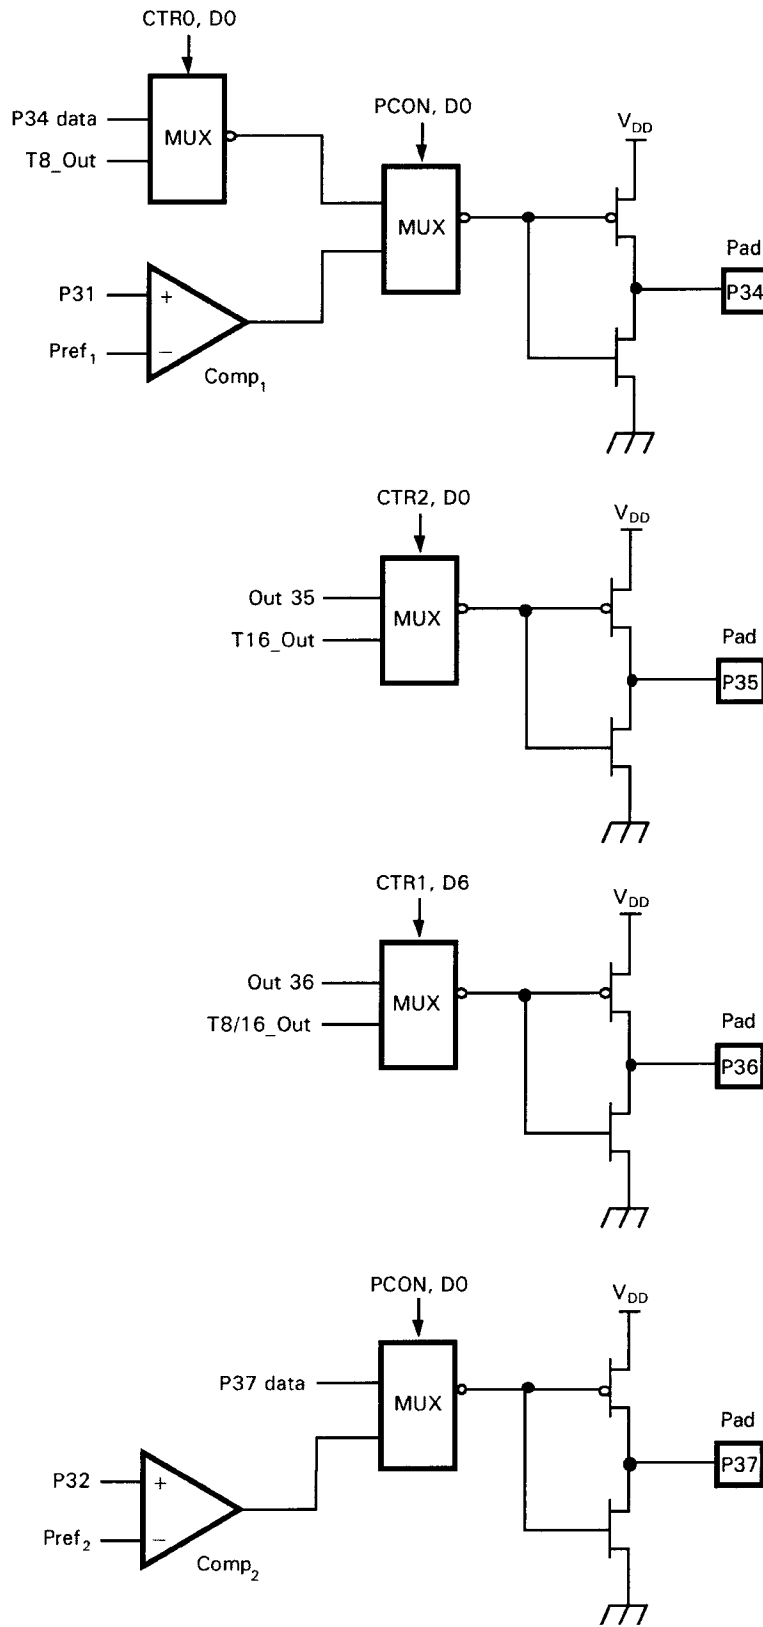 CTR0, D0
P34 data
T8_Out
MUX
PCON, D0
MUX
V_DD
Pad
P34
P31
+
Pref_1
−
Comp_1
CTR2, D0
Out 35
T16_Out
MUX
V_DD
Pad
P35
CTR1, D6
Out 36
T8/16_Out
MUX
V_DD
Pad
P36
PCON, D0
P37 data
MUX
V_DD
Pad
P37
P32
+
Pref_2
−
Comp_2